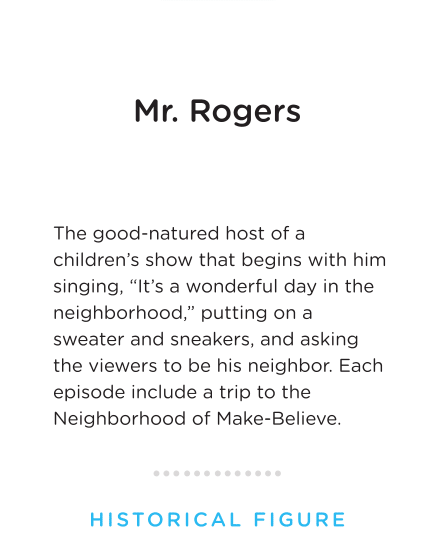 Mr. Rogers
The good-natured host of a
children’s show that begins with him
singing, “It’s a wonderful day in the
neighborhood,” putting on a
sweater and sneakers, and asking
the viewers to be his neighbor. Each
episode include a trip to the
Neighborhood of Make-Believe.
HISTORICAL FIGURE